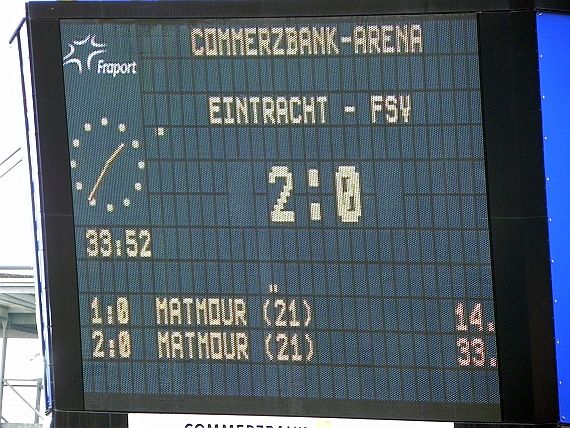 COMMERZBANK-ARENA
Fraport
EINTRACHT - FSV
2:0
33:52
1:0 MATMOUR (21) 14.
2:0 MATMOUR (21) 33.